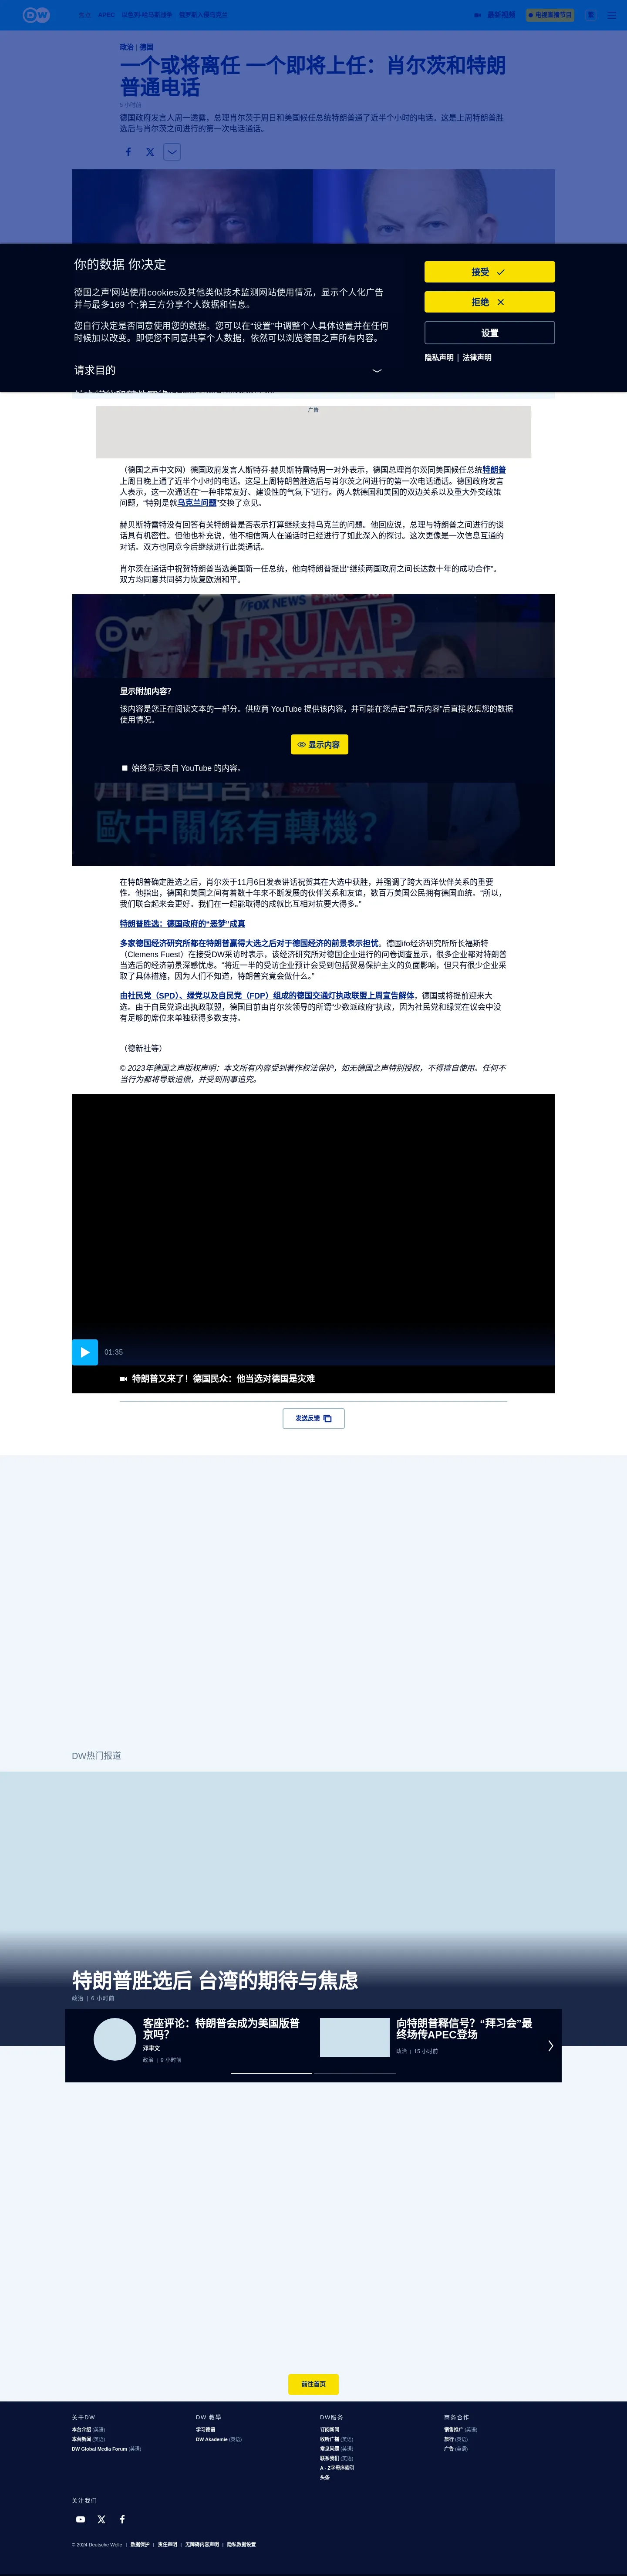 DW
美大 APEC 以色列-哈马斯战争 俄罗斯入侵乌克兰 最新视频 电视直播节目 繁
政治 | 德国
一个或将离任 一个即将上任：肖尔茨和特朗
普通电话
5 小时前
德国政府发言人周一透露，总理肖尔茨于周日和美国候任总统特朗普通了近半个小时的电话。这是上周特朗普胜
选后与肖尔茨之间进行的第一次电话通话。
你的数据 你决定
德国之声'网站使用cookies及其他类似技术监测网站使用情况，显示个人化广告
并与最多169 个;第三方分享个人数据和信息。
您自行决定是否同意使用您的数据。您可以在“设置”中调整个人具体设置并在任何
时候加以改变。即便您不同意共享个人数据，依然可以浏览德国之声所有内容。
请求目的
接受
拒绝
设置
隐私声明 | 法律声明
广告
（德国之声中文网）德国政府发言人斯特芬·赫贝斯特雷特周一对外表示，德国总理肖尔茨同美国候任总统特朗普
上周日晚上通了近半个小时的电话。这是上周特朗普胜选后与肖尔茨之间进行的第一次电话通话。德国政府发言
人表示，这一次通话在“一种非常友好、建设性的气氛下”进行。两人就德国和美国的双边关系以及重大外交政策
问题，“特别是就乌克兰问题”交换了意见。
赫贝斯特雷特没有回答有关特朗普是否表示打算继续支持乌克兰的问题。他回应说，总理与特朗普之间进行的谈
话具有机密性。但他也补充说，他不相信两人在通话时已经进行了如此深入的探讨。这次更像是一次信息互通的
对话。双方也同意今后继续进行此类通话。
肖尔茨在通话中祝贺特朗普当选美国新一任总统，他向特朗普提出“继续两国政府之间长达数十年的成功合作”。
双方均同意共同努力恢复欧洲和平。
FOX NEWS
TRUMP
ELECTED
显示附加内容？
该内容是您正在阅读文本的一部分。供应商 YouTube 提供该内容，并可能在您点击“显示内容”后直接收集您的数据
使用情况。
显示内容
始终显示来自 YouTube 的内容。
歐中關係有轉機？
在特朗普确定胜选之后，肖尔茨于11月6日发表讲话祝贺其在大选中获胜，并强调了跨大西洋伙伴关系的重要
性。他指出，德国和美国之间有着数十年来不断发展的伙伴关系和友谊，数百万美国公民拥有德国血统。“所以，
我们联合起来会更好。我们在一起能取得的成就比互相对抗要大得多。”
特朗普胜选：德国政府的“恶梦”成真
多家德国经济研究所都在特朗普赢得大选之后对于德国经济的前景表示担忧。德国ifo经济研究所所长福斯特
（Clemens Fuest）在接受DW采访时表示，该经济研究所对德国企业进行的问卷调查显示，很多企业都对特朗普
当选后的经济前景深感忧虑。“将近一半的受访企业预计会受到包括贸易保护主义方面的负面影响，但只有很少企业采
取了具体措施，因为人们不知道，特朗普究竟会做什么。”
由社民党（SPD）、绿党以及自民党（FDP）组成的德国交通灯执政联盟上周宣告解体，德国或将提前迎来大
选。由于自民党退出执政联盟，德国目前由肖尔茨领导的所谓“少数派政府”执政，因为社民党和绿党在议会中没
有足够的席位来单独获得多数支持。
（德新社等）
© 2023年德国之声版权声明：本文所有内容受到著作权法保护，如无德国之声特别授权，不得擅自使用。任何不
当行为都将导致追偿，并受到刑事追究。
01:35
特朗普又来了！德国民众：他当选对德国是灾难
发送反馈
DW热门报道
特朗普胜选后 台湾的期待与焦虑
政治 | 6 小时前
客座评论：特朗普会成为美国版普
京吗？
邓聿文
政治 | 9 小时前
向特朗普释信号？“拜习会”最
终场传APEC登场
政治 | 15 小时前
前往首页
关于DW
本台介绍 (英语)
本台新闻 (英语)
DW Global Media Forum (英语)
DW 教學
学习德语
DW Akademie (英语)
DW服务
订阅新闻
收听广播 (英语)
常见问题 (英语)
联系我们 (英语)
A - Z字母序索引
头条
商务合作
销售推广 (英语)
旅行 (英语)
广告 (英语)
关注我们
© 2024 Deutsche Welle | 数据保护 | 责任声明 | 无障碍内容声明 | 隐私数据设置